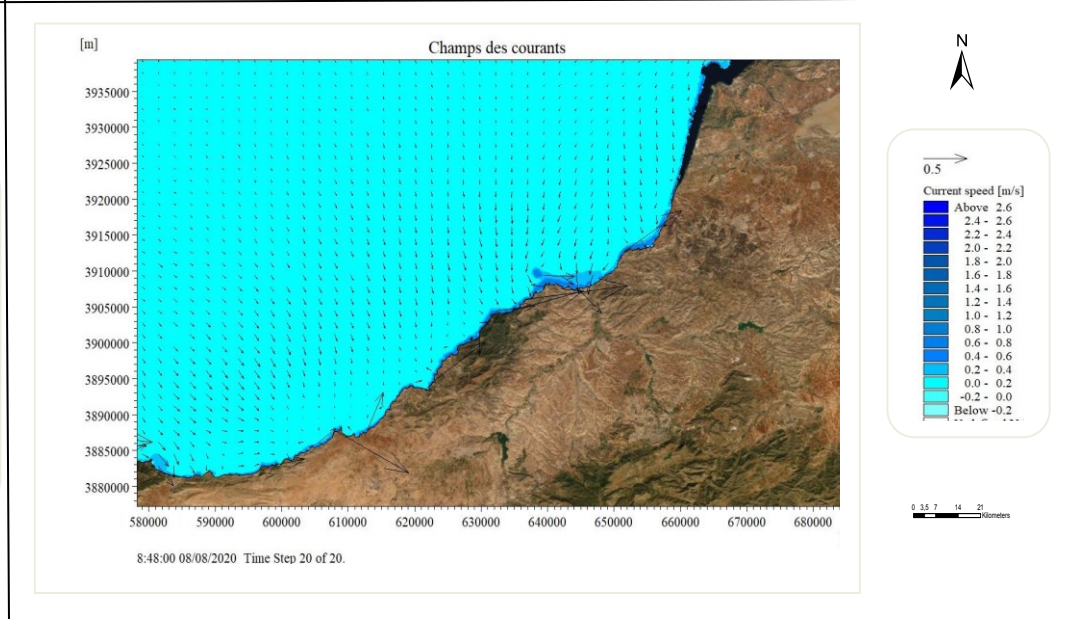 [m]
Champs des courants
3935000
3930000
3925000
3920000
3915000
3910000
3905000
3900000
3895000
3890000
3885000
3880000
580000 590000 600000 610000 620000 630000 640000 650000 660000 670000 680000
8:48:00 08/08/2020 Time Step 20 of 20.
N
0.5
Current speed [m/s]
Above 2.6
2.4 - 2.6
2.2 - 2.4
2.0 - 2.2
1.8 - 2.0
1.6 - 1.8
1.4 - 1.6
1.2 - 1.4
1.0 - 1.2
0.8 - 1.0
0.6 - 0.8
0.4 - 0.6
0.2 - 0.4
0.0 - 0.2
-0.2 - 0.0
Below -0.2
0 3,5 7 14 21
Kilometers